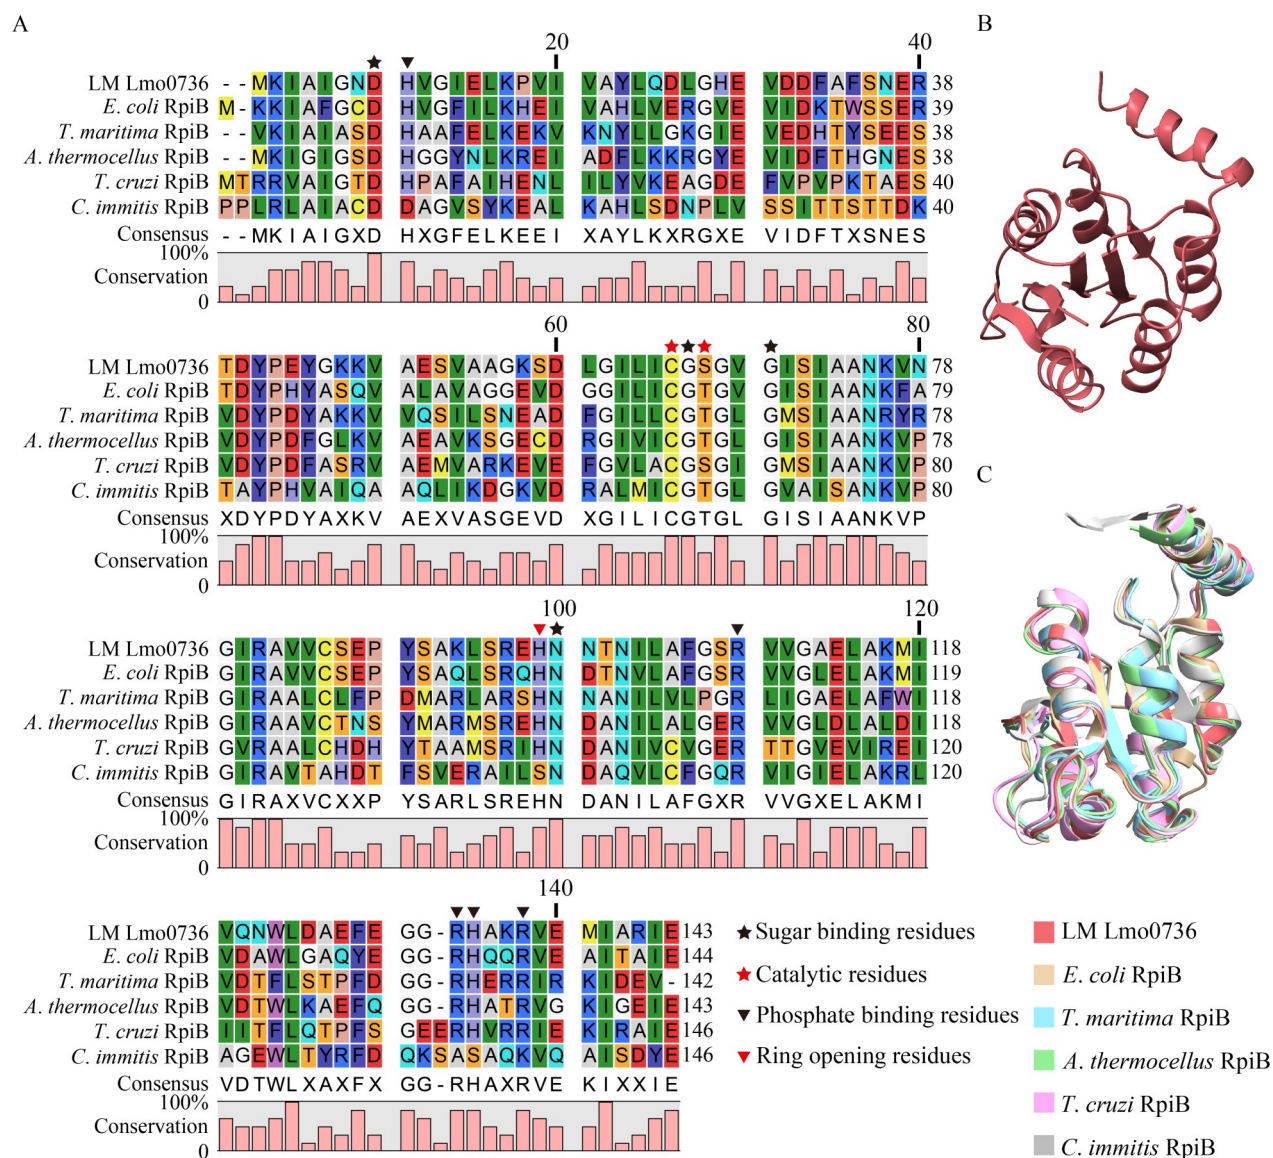 A
B
20
40
LM Lmo0736 --MKIAIGND HVGIELKPVI VAYLQDLGHE VDDFAFSNER 38
E. coli RpiB M-KKIAFGCD HVGFILKHEI VAHLVERGVE VIDKTWSSER 39
T. maritima RpiB --VKIAIASD HAAFELKEKV KNYLLGKGIE VEDHTYSEES 38
A. thermocellus RpiB --MKIGIGSD HGGYNLKREI ADFLKKRGYE VIDFTHGNES 38
T. cruzi RpiB MTRRVAIGTD HPAFAIHENL ILYVKEAGDE FVPVPKTAES 40
C. immitis RpiB PPLRLAIACD DAGVSYKEAL KAHLSDNPLV SSITTSTTDK 40
Consensus --MKIAIGXD HXGFELKEEI XAYLKXRGXE VIDFTXSNES
100%
Conservation
0
60
80
LM Lmo0736 TDYPEYGKKV AESVAAGKSD LGILICGSGV GISIAANKVN 78
E. coli RpiB TDYPHYASQV ALAVAGGEVD GGILICGTGV GISIAANKFA 79
T. maritima RpiB VDYPDYAKKV VQSILSNEAD FGILLCGTGL GMSIAANRYR 78
A. thermocellus RpiB VDYPDFGLKV AEAVKSGECD RGIVICGTGL GISIAANKVP 78
T. cruzi RpiB VDYPDFASRV AEMVARKEVE FGVLACGSGI GMSIAANKVP 80
C. immitis RpiB TAYPHVAIQA AQLIKDGKVD RALMICGTGL GVAISANKVP 80
Consensus XDYPDYAXKV AEXVASGEVD XGILICGTGL GISIAANKVP
100%
Conservation
0
C
100
120
LM Lmo0736 GIRAVVCSEP YSAKLSREHN NTNILAFGSR VVGAELAKMI 118
E. coli RpiB GIRAVVCSEP YSAQLSRQHN DTNVLAFGSR VVGLELAKMI 119
T. maritima RpiB GIRAALCLFP DMARLARSHN NANILVLPGR LIGAELAFWI 118
A. thermocellus RpiB GIRAAVCTNS YMARMSREHN DANILALGER VVGLDLALDI 118
T. cruzi RpiB GVRAALCHDH YTAAMSRIHN DANIVCVGER TTGVEVIREI 120
C. immitis RpiB GIRAVTAHDT FSVERAILSN DAQVLCFGQR VIGIELAKRL 120
Consensus GIRAXVCXXP YSARLSREHN DANILAFGXR VVGXELAKMI
100%
Conservation
0
140
LM Lmo0736 VQNWLDAEFE GG-RHAKRVE MIARIE 143
E. coli RpiB VDAWLGAQYE GG-RHQQRVE AITAIE 144
T. maritima RpiB VDTFLSTPFD GG-RHERRIR KIDEV- 142
A. thermocellus RpiB VDTWLKAEFQ GG-RHATRVG KIGEIE 143
T. cruzi RpiB IITFLQTPFS GEERHVRRIE KIRAIE 146
C. immitis RpiB AGEWLTYRFD QKSASAQKVQ AISDYE 146
Consensus VDTWLXAXFX GG-RHAXRVE KIXXIE
100%
Conservation
0
Sugar binding residues
Catalytic residues
Phosphate binding residues
Ring opening residues
LM Lmo0736
E. coli RpiB
T. maritima RpiB
A. thermocellus RpiB
T. cruzi RpiB
C. immitis RpiB